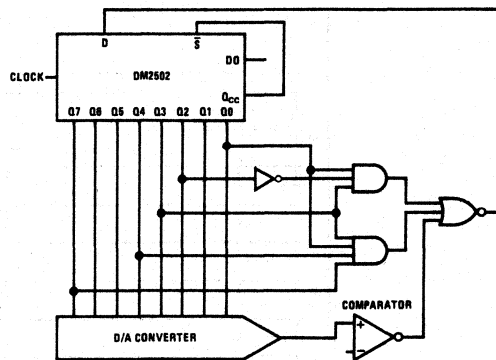 D S̅
DO
CLOCK DM2502
QCC
Q7 Q6 Q5 Q4 Q3 Q2 Q1 Q0
COMPARATOR
+
D/A CONVERTER
−